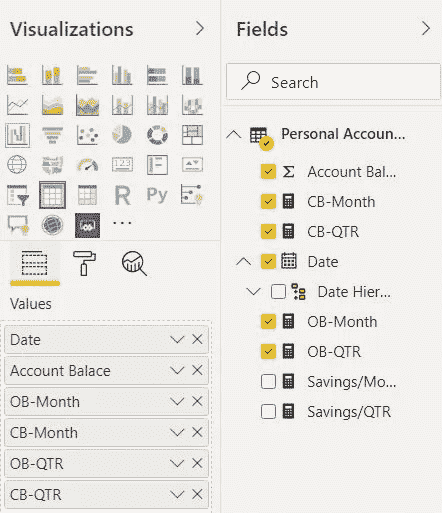 Visualizations
Fields
Search
R
Py
123
Values
Date
Account Balace
OB-Month
CB-Month
OB-QTR
CB-QTR
Personal Accoun...
Account Bal...
CB-Month
CB-QTR
Date
Date Hier...
OB-Month
OB-QTR
Savings/Mo...
Savings/QTR